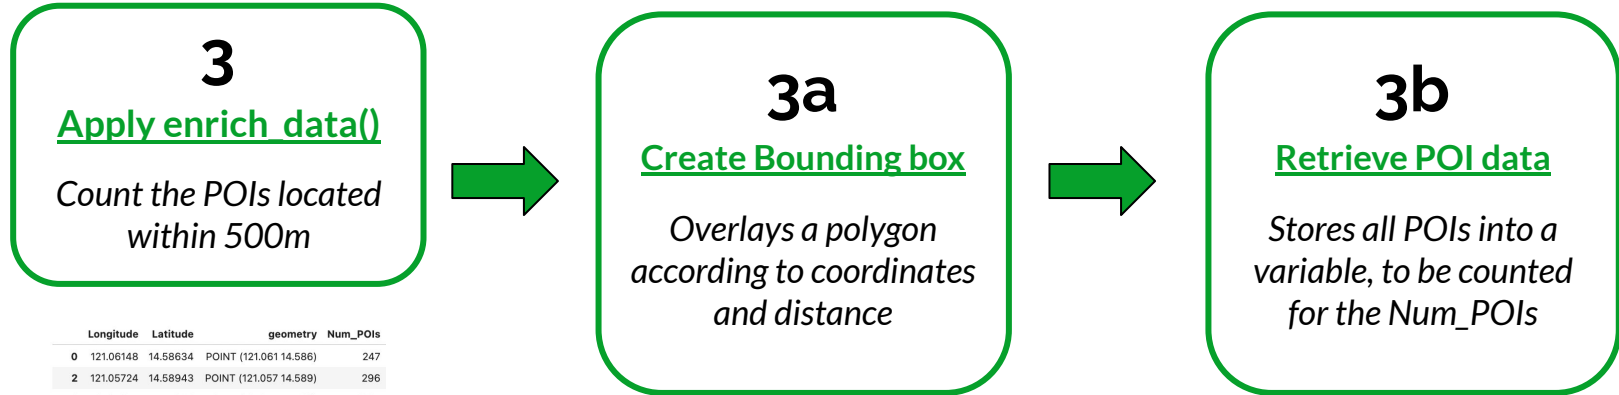 3
Apply enrich_data()
Count the POIs located
within 500m
Longitude Latitude geometry Num_POIs
0 121.06148 14.58634 POINT (121.061 14.586) 247
2 121.05724 14.58943 POINT (121.057 14.589) 296
3a
Create Bounding box
Overlays a polygon
according to coordinates
and distance
3b
Retrieve POI data
Stores all POIs into a
variable, to be counted
for the Num_POIs